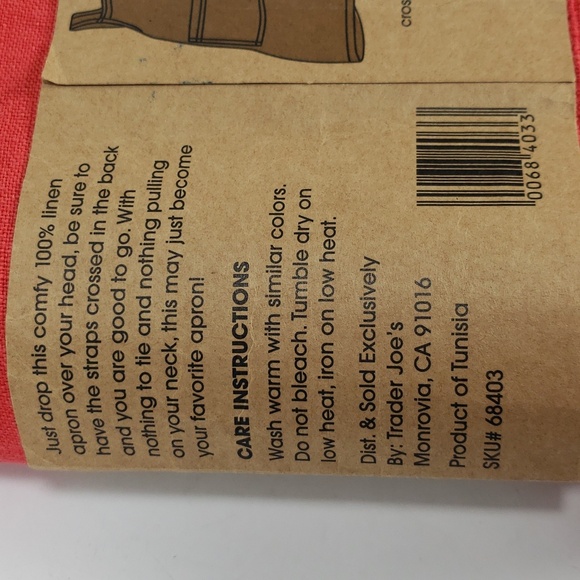 cros
Just drop this comfy 100% linen
apron over your head, be sure to
have the straps crossed in the back
and you are good to go. With
nothing to tie and nothing pulling
on your neck, this may just become
your favorite apron!
CARE INSTRUCTIONS
Wash warm with similar colors.
Do not bleach. Tumble dry on
low heat, iron on low heat.
Dist. & Sold Exclusively
By: Trader Joe's
Monrovia, CA 91016
Product of Tunisia
SKU# 68403
0068 4033